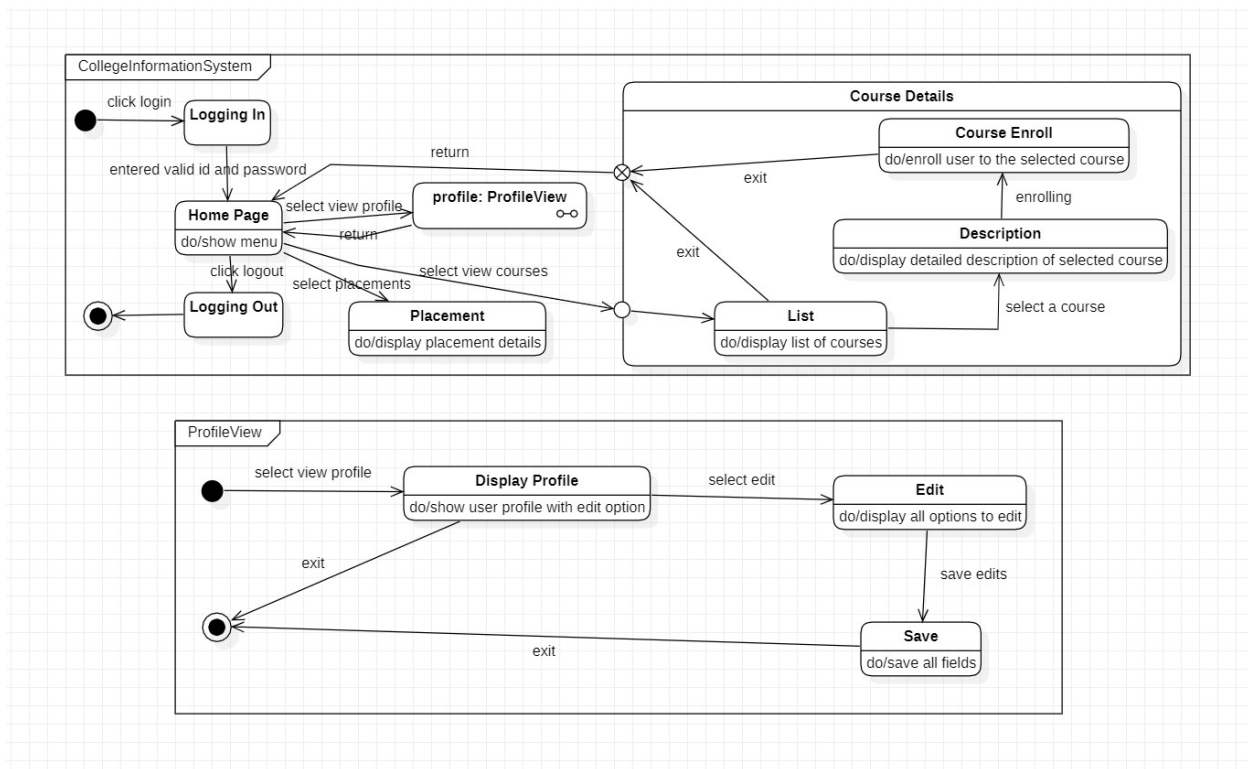 CollegeInformationSystem
click login
Logging In
entered valid id and password
Home Page
do/show menu
select view profile
return
profile: ProfileView
return
click logout
select placements
select view courses
Logging Out
Placement
do/display placement details
Course Details
Course Enroll
do/enroll user to the selected course
exit
enrolling
Description
do/display detailed description of selected course
exit
select a course
List
do/display list of courses
ProfileView
select view profile
Display Profile
do/show user profile with edit option
select edit
Edit
do/display all options to edit
exit
save edits
Save
do/save all fields
exit